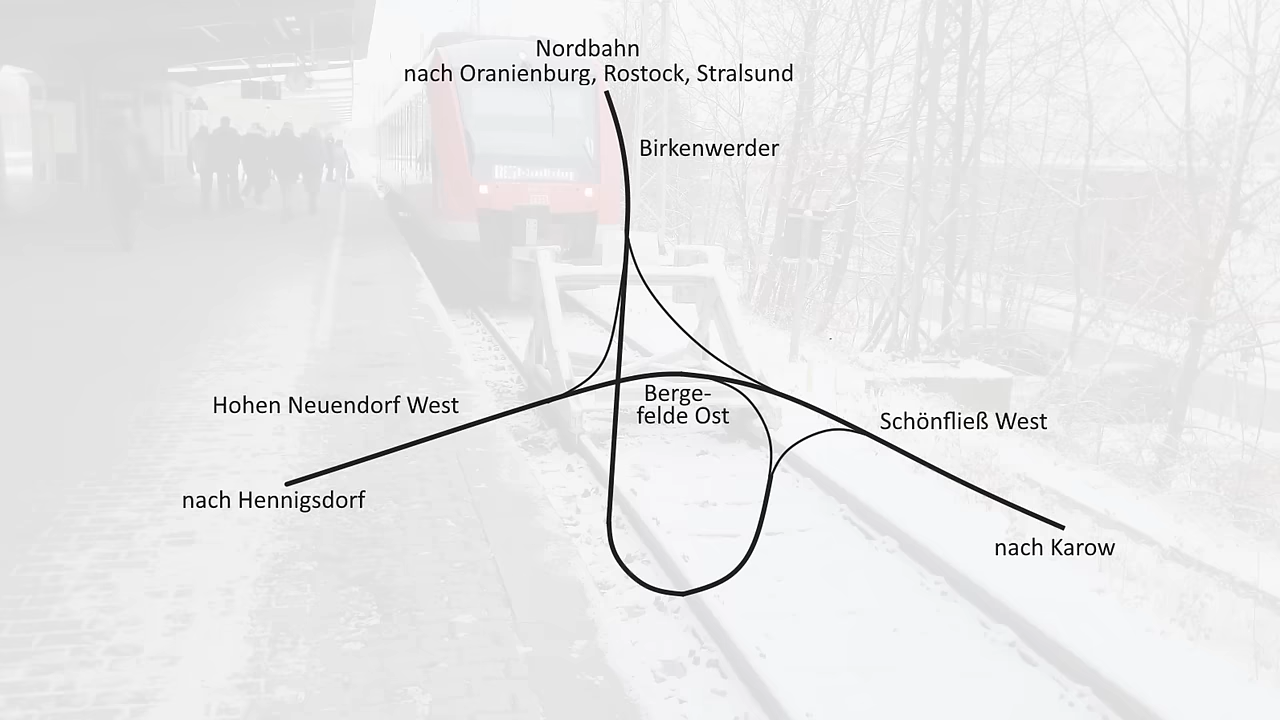 Nordbahn
nach Oranienburg, Rostock, Stralsund
Birkenwerder
Hohen Neuendorf West
Berge-
felde Ost
Schönfließ West
nach Hennigsdorf
nach Karow